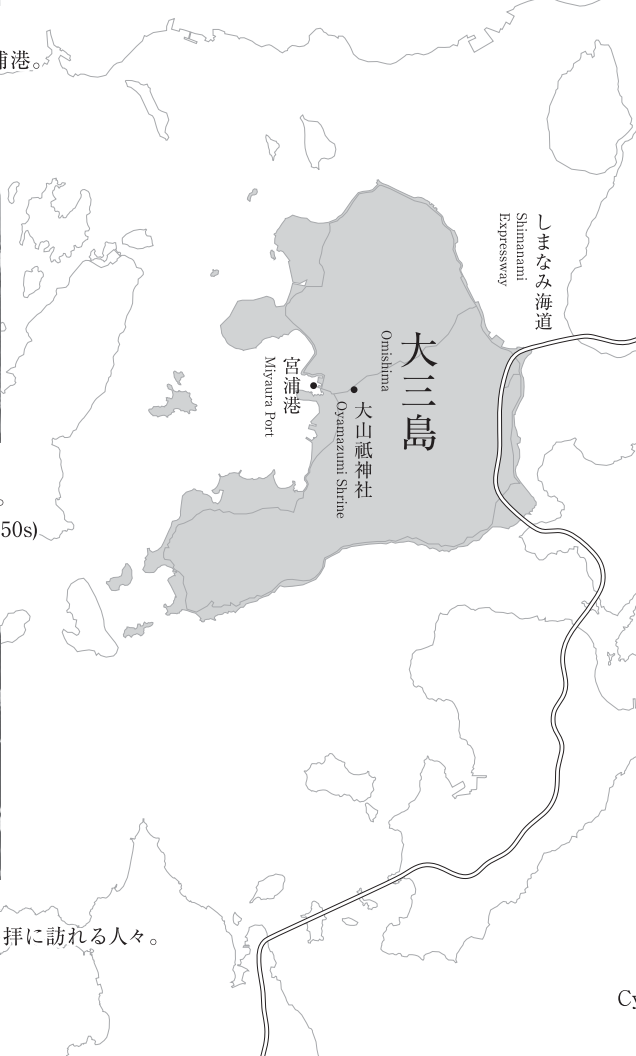 浦港。
しまなみ海道
Shimanami
Expressway
大三島
Omishima
宮浦港
Miyaura Port
大山祇神社
Oyamazumi Shrine
50s)
拝に訪れる人々。
Cy